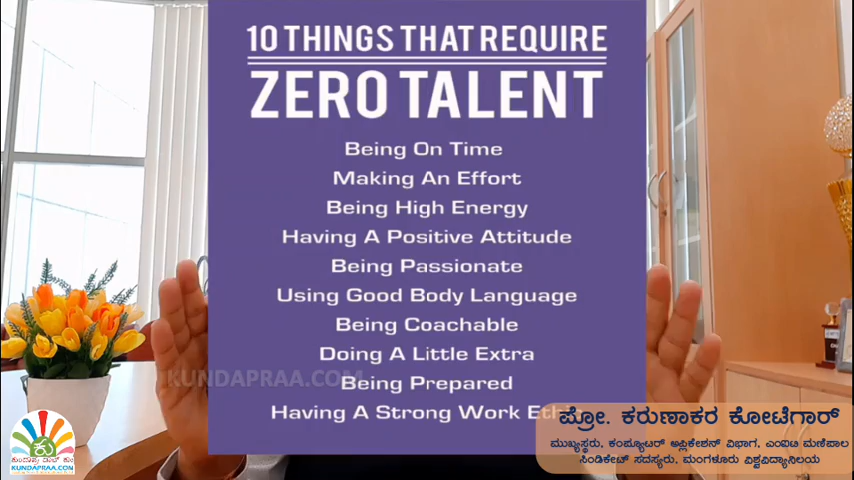 10 THINGS THAT REQUIRE
ZERO TALENT
Being On Time
Making An Effort
Being High Energy
Having A Positive Attitude
Being Passionate
Using Good Body Language
Being Coachable
Doing A Little Extra
KUNDAPRAA.COM
Being Prepared
Having A Strong Work Ethic
ಪ್ರೋ. ಕರುಣಾಕರ ಕೋಟೆಗಾರ್
ಮುಖ್ಯಸ್ಥರು, ಕಂಪ್ಯೂಟರ್ ಅಪ್ಲಿಕೇಶನ್ ವಿಭಾಗ, ಎಂಐಟಿ ಮಣಿಪಾಲ
ಸಿಂಡಿಕೇಟ್ ಸದಸ್ಯರು, ಮಂಗಳೂರು ವಿಶ್ವವಿದ್ಯಾನಿಲಯ
ಕು
ಕುಂದಾಪ್ರ ಡಾಟ್ ಕಾಂ
KUNDAPRAA.COM